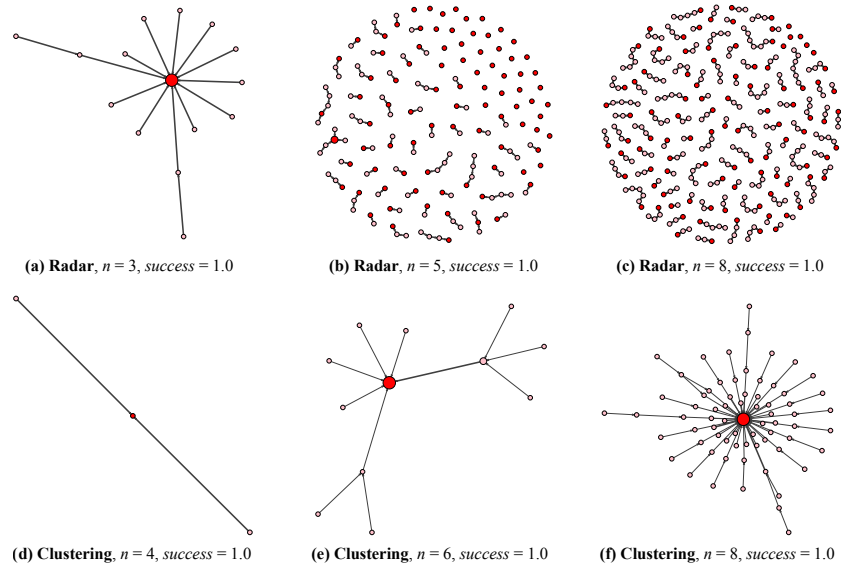 (a) Radar, n = 3, success = 1.0
(b) Radar, n = 5, success = 1.0
(c) Radar, n = 8, success = 1.0
(d) Clustering, n = 4, success = 1.0
(e) Clustering, n = 6, success = 1.0
(f) Clustering, n = 8, success = 1.0